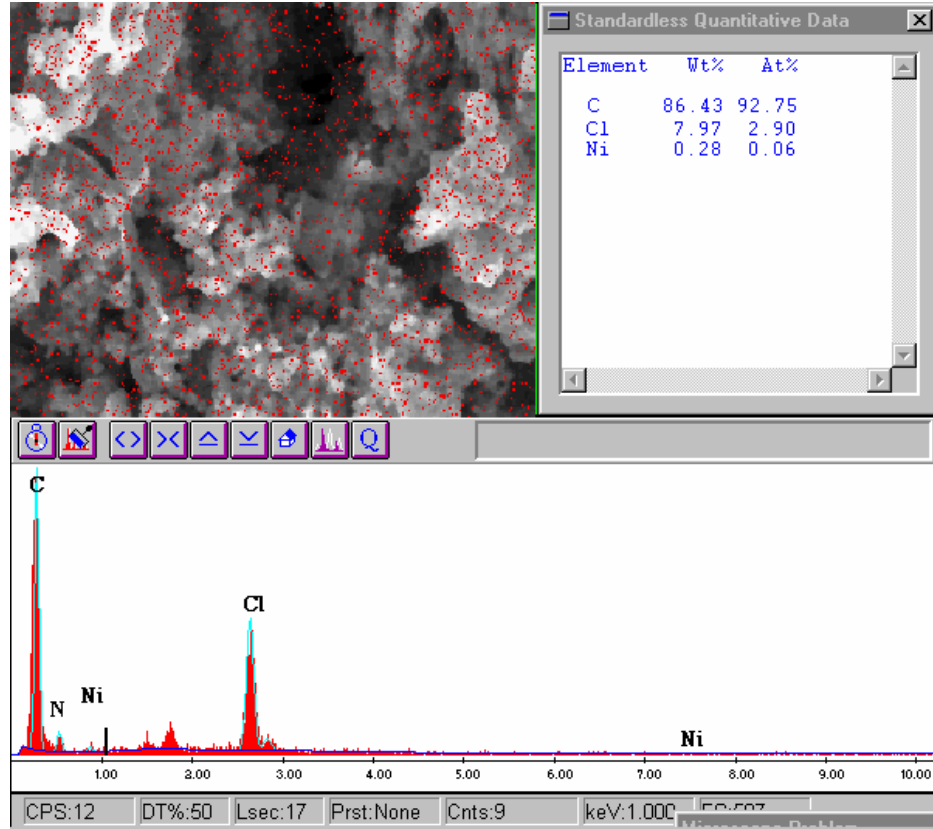 Standardless Quantitative Data
Element Wt% At%
C 86.43 92.75
Cl 7.97 2.90
Ni 0.28 0.06
Q
C
Cl
Ni
N
Ni
1.00 2.00 3.00 4.00 5.00 6.00 7.00 8.00 9.00 10.00
CPS:12 DT%:50 Lsec:17 Prst:None Cnts:9 keV:1.000
Microscope Problem